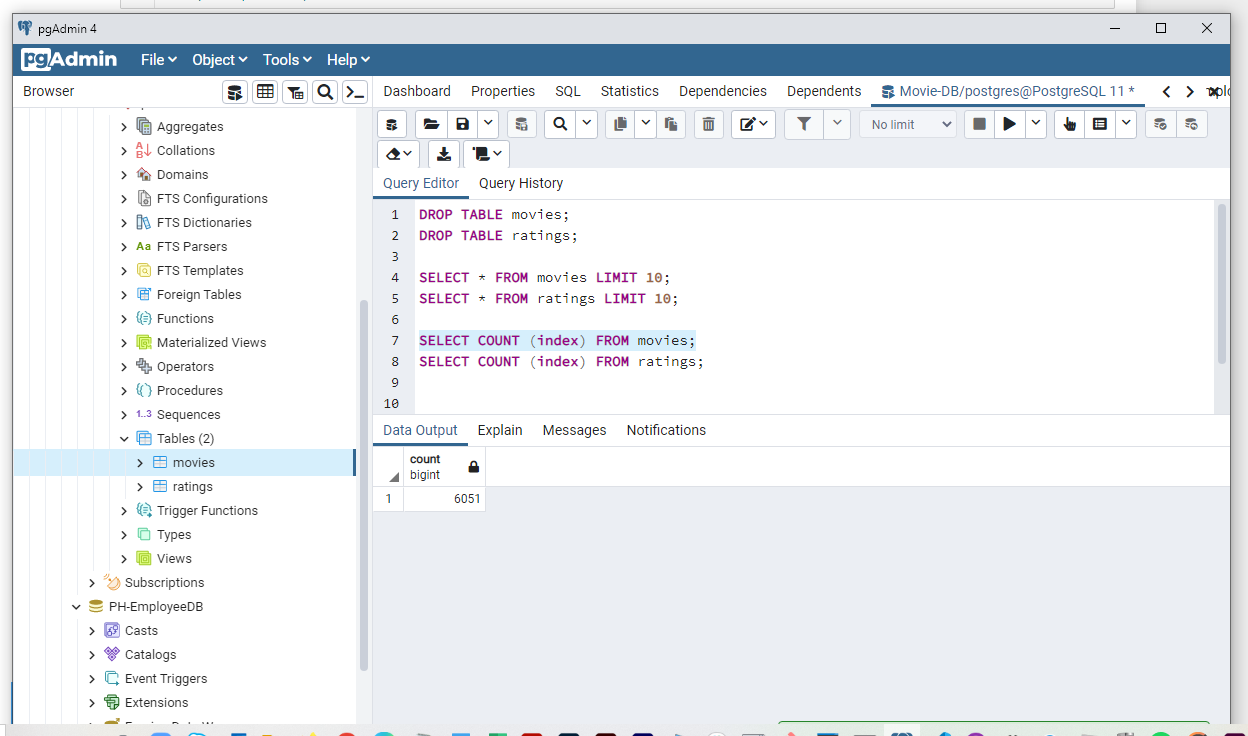 pgAdmin 4
pgAdmin File Object Tools Help
Browser
Dashboard Properties SQL Statistics Dependencies Dependents Movie-DB/postgres@PostgreSQL 11 *
No limit
Query Editor Query History
Aggregates
Collations
Domains
FTS Configurations
FTS Dictionaries
Aa FTS Parsers
FTS Templates
Foreign Tables
Functions
Materialized Views
Operators
Procedures
1..3 Sequences
Tables (2)
movies
ratings
Trigger Functions
Types
Views
Subscriptions
PH-EmployeeDB
Casts
Catalogs
Event Triggers
Extensions
1 DROP TABLE movies;
2 DROP TABLE ratings;
3
4 SELECT * FROM movies LIMIT 10;
5 SELECT * FROM ratings LIMIT 10;
6
7 SELECT COUNT (index) FROM movies;
8 SELECT COUNT (index) FROM ratings;
9
10
Data Output Explain Messages Notifications
count
bigint
1 6051